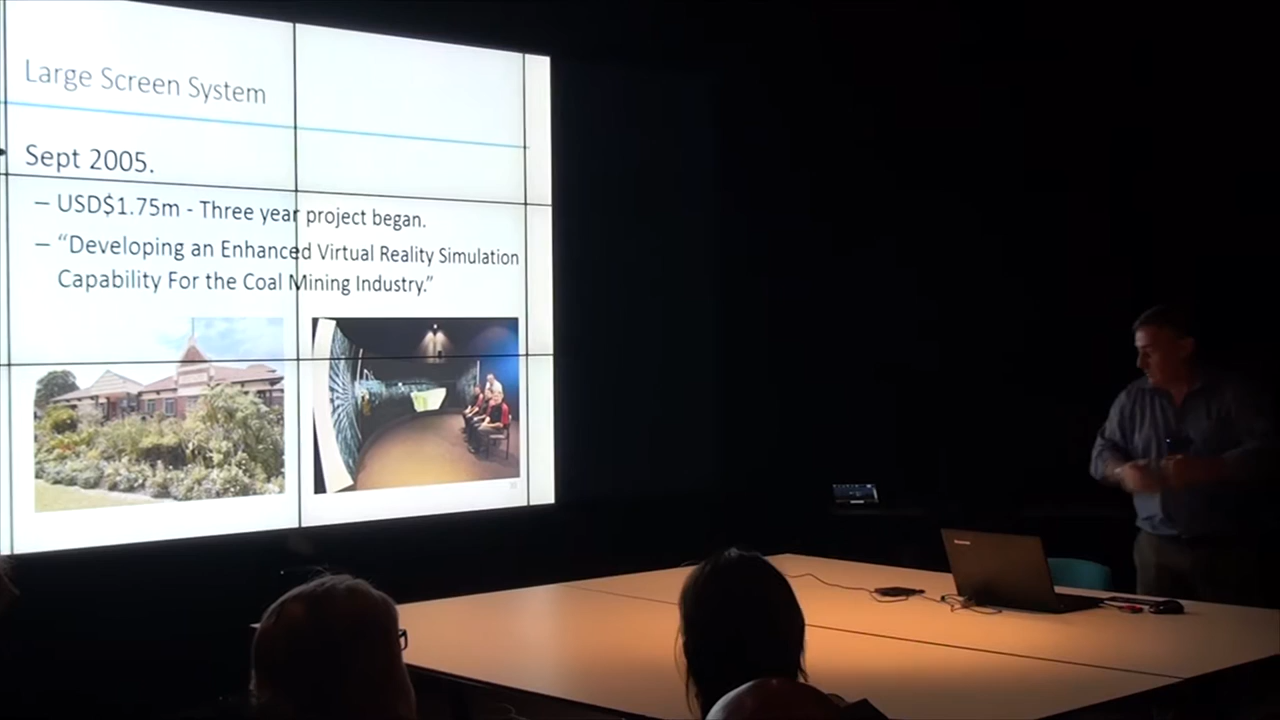 Large Screen System
Sept 2005.
– USD$1.75m - Three year project began.
– “Developing an Enhanced Virtual Reality Simulation
Capability For the Coal Mining Industry.”